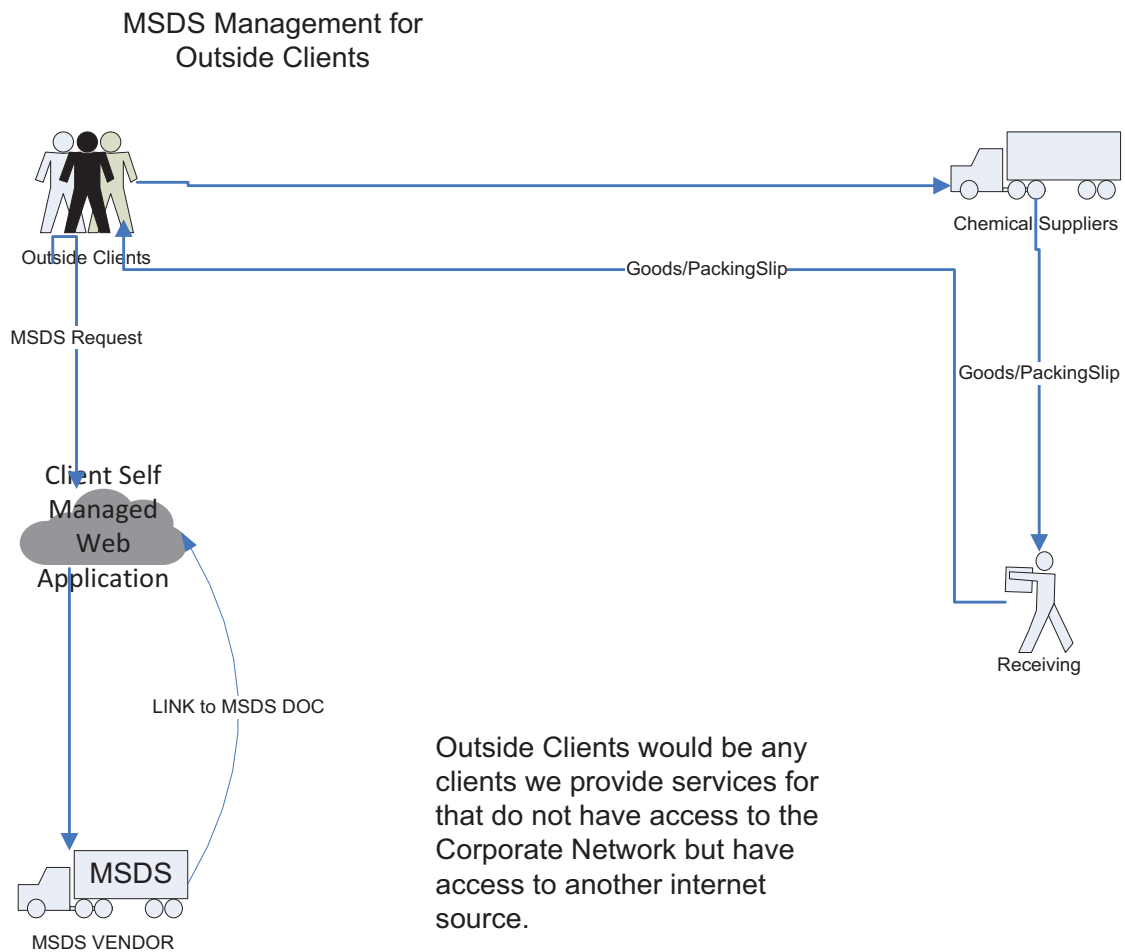 MSDS Management for
Outside Clients
Chemical Suppliers
Outside Clients
Goods/PackingSlip
MSDS Request
Goods/PackingSlip
Client Self
Managed
Web
Application
Receiving
LINK to MSDS DOC
Outside Clients would be any
clients we provide services for
that do not have access to the
Corporate Network but have
access to another internet
source.
MSDS
MSDS VENDOR